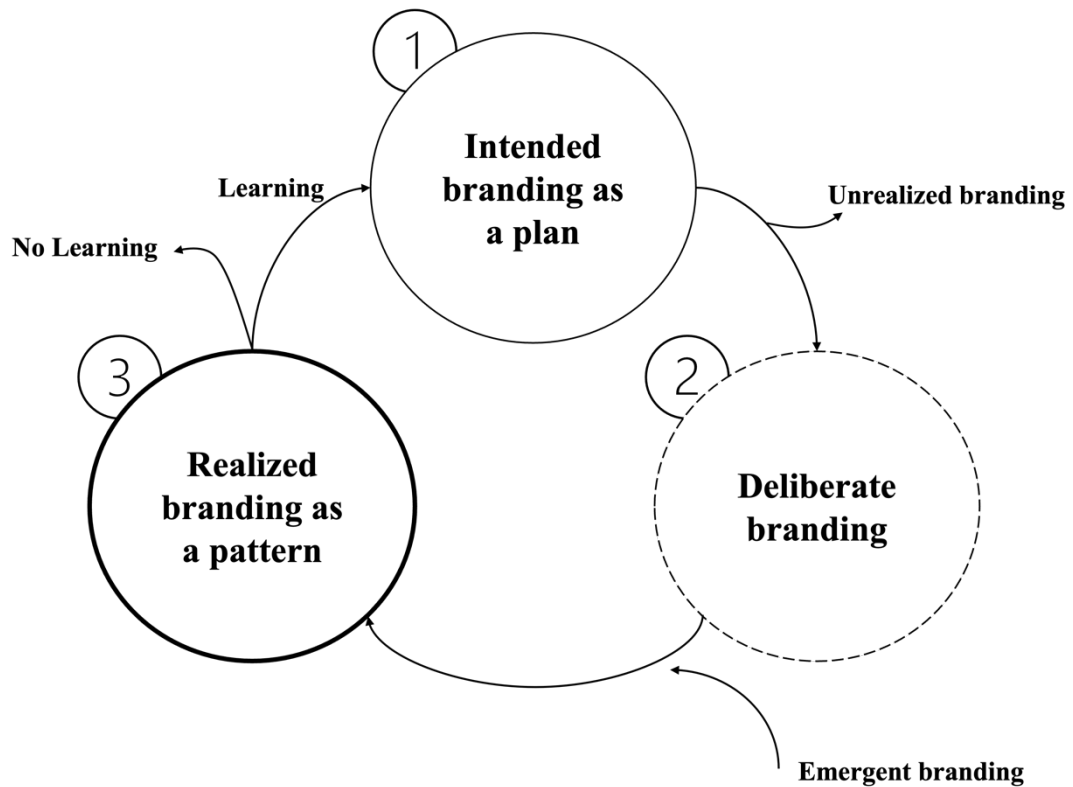 1
Intended
branding as
a plan
Learning
Unrealized branding
No Learning
3
2
Realized
branding as
a pattern
Deliberate
branding
Emergent branding